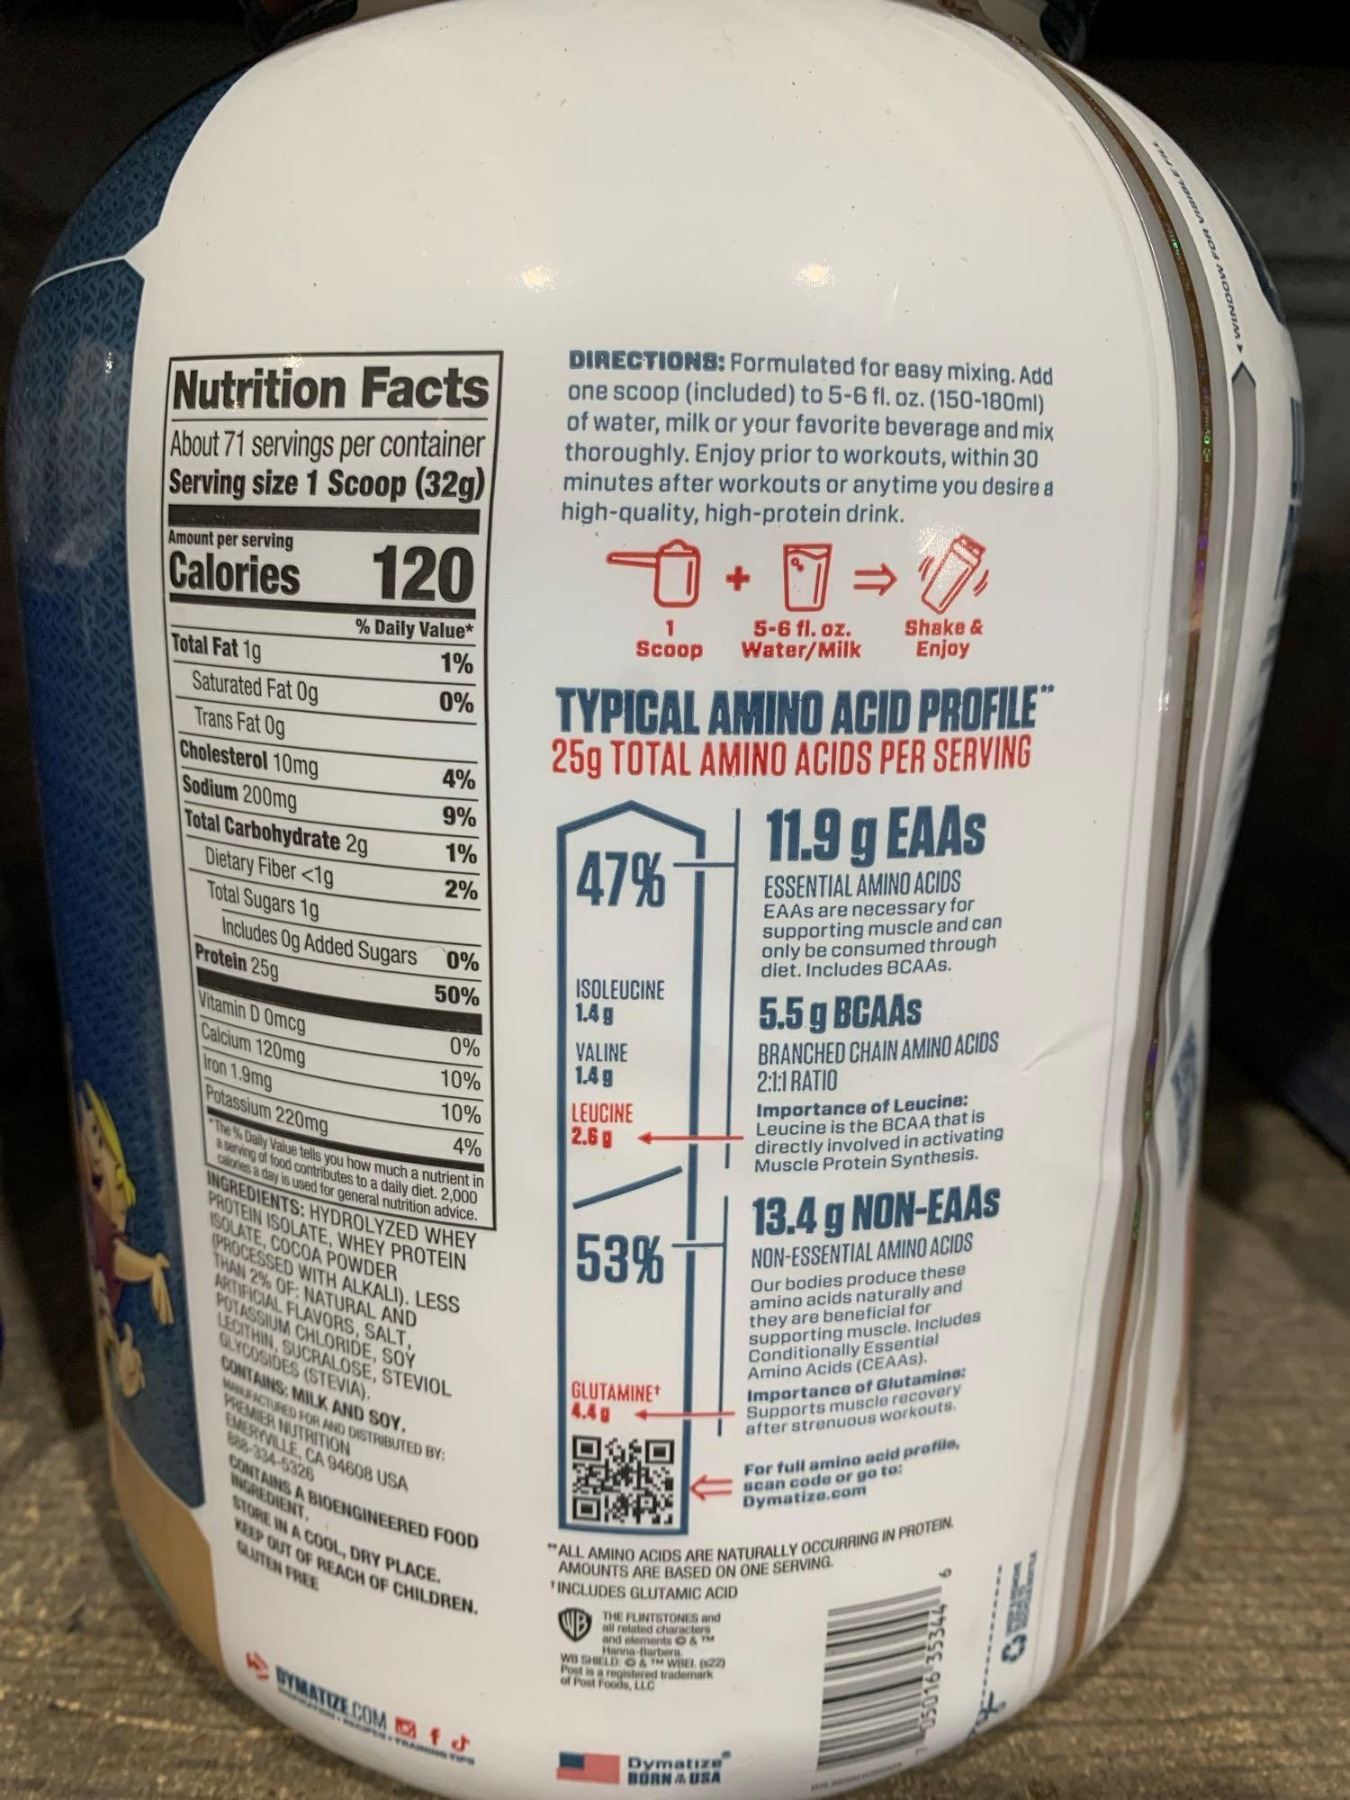 Nutrition Facts
About 71 servings per container
Serving size 1 Scoop (32g)
Amount per serving
Calories 120
% Daily Value*
Total Fat 1g 1%
Saturated Fat 0g 0%
Trans Fat 0g
Cholesterol 10mg 4%
Sodium 200mg 9%
Total Carbohydrate 2g 1%
Dietary Fiber <1g 2%
Total Sugars 1g
Includes 0g Added Sugars 0%
Protein 25g 50%
Vitamin D 0mcg 0%
Calcium 120mg 10%
Iron 1.9mg 10%
Potassium 220mg 4%
*The % Daily Value tells you how much a nutrient in
a serving of food contributes to a daily diet. 2,000
calories a day is used for general nutrition advice.
INGREDIENTS: HYDROLYZED WHEY
PROTEIN ISOLATE, WHEY PROTEIN
ISOLATE, COCOA POWDER
(PROCESSED WITH ALKALI). LESS
THAN 2% OF: NATURAL AND
ARTIFICIAL FLAVORS, SALT,
POTASSIUM CHLORIDE, SOY
LECITHIN, SUCRALOSE, STEVIOL
GLYCOSIDES (STEVIA).
CONTAINS: MILK AND SOY.
MANUFACTURED FOR AND DISTRIBUTED BY:
PREMIER NUTRITION
EMERYVILLE, CA 94608 USA
888-334-5326
CONTAINS A BIOENGINEERED FOOD
INGREDIENT.
STORE IN A COOL, DRY PLACE.
KEEP OUT OF REACH OF CHILDREN.
GLUTEN FREE
DYMATIZE.COM
DIRECTIONS: Formulated for easy mixing. Add
one scoop (included) to 5-6 fl. oz. (150-180ml)
of water, milk or your favorite beverage and mix
thoroughly. Enjoy prior to workouts, within 30
minutes after workouts or anytime you desire a
high-quality, high-protein drink.
+
1
Scoop
5-6 fl. oz.
Water/Milk
Shake &
Enjoy
TYPICAL AMINO ACID PROFILE**
25g TOTAL AMINO ACIDS PER SERVING
47%
ISOLEUCINE
1.4 g
VALINE
1.4 g
LEUCINE
2.6 g
53%
GLUTAMINE†
4.4 g
11.9 g EAAs
ESSENTIAL AMINO ACIDS
EAAs are necessary for
supporting muscle and can
only be consumed through
diet. Includes BCAAs.
5.5 g BCAAs
BRANCHED CHAIN AMINO ACIDS
2:1:1 RATIO
Importance of Leucine:
Leucine is the BCAA that is
directly involved in activating
Muscle Protein Synthesis.
13.4 g NON-EAAs
NON-ESSENTIAL AMINO ACIDS
Our bodies produce these
amino acids naturally and
they are beneficial for
supporting muscle. Includes
Conditionally Essential
Amino Acids (CEAAs).
Importance of Glutamine:
Supports muscle recovery
after strenuous workouts.
For full amino acid profile,
scan code or go to:
Dymatize.com
**ALL AMINO ACIDS ARE NATURALLY OCCURRING IN PROTEIN.
AMOUNTS ARE BASED ON ONE SERVING.
†INCLUDES GLUTAMIC ACID
WB
THE FLINTSTONES and
all related characters
and elements © & ™
Hanna-Barbera.
WB SHIELD: © & ™ WBEI. (s22)
Post is a registered trademark
of Post Foods, LLC
Dymatize®
BORN IN THE USA
05016 35344 6
WINDOW FOR VISIBLE FILL